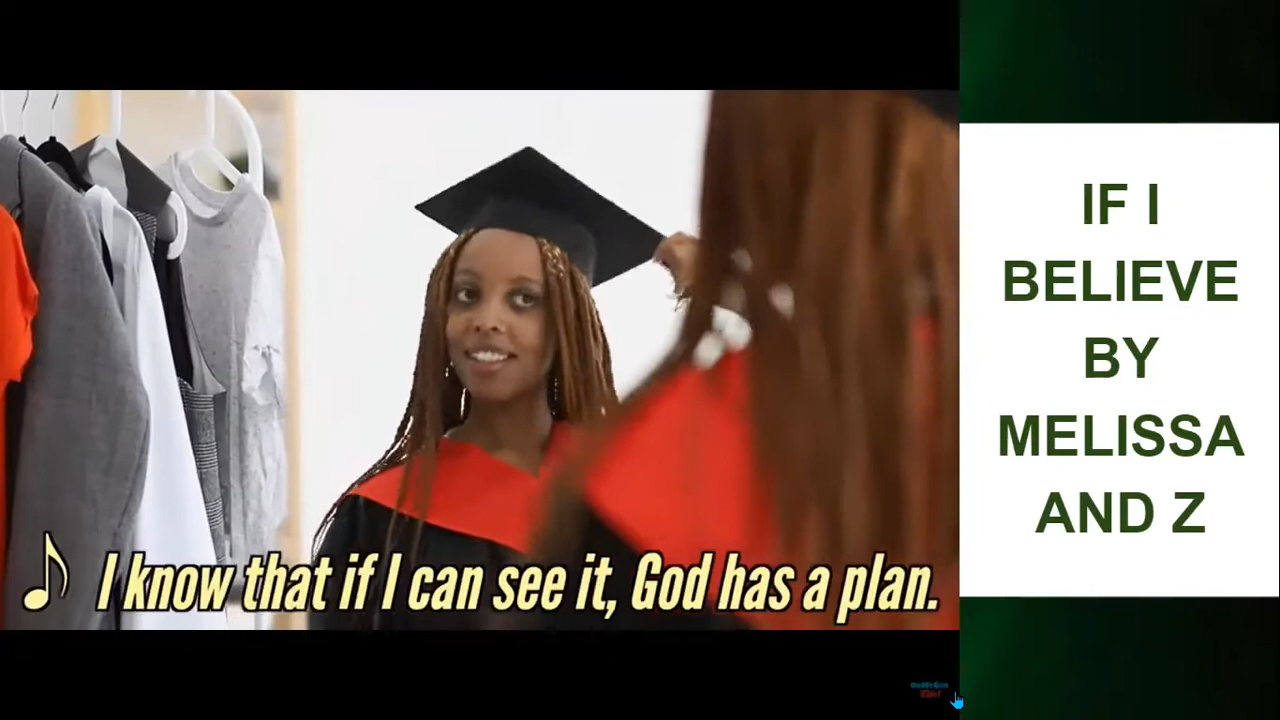 ♪ I know that if I can see it, God has a plan.
IF I
BELIEVE
BY
MELISSA
AND Z